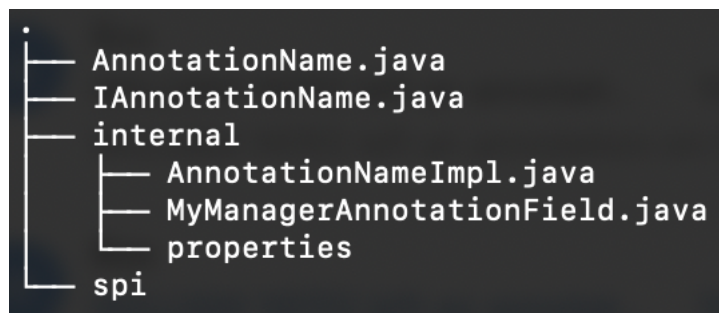 .
├── AnnotationName.java
├── IAnnotationName.java
├── internal
│   ├── AnnotationNameImpl.java
│   ├── MyManagerAnnotationField.java
│   └── properties
└── spi